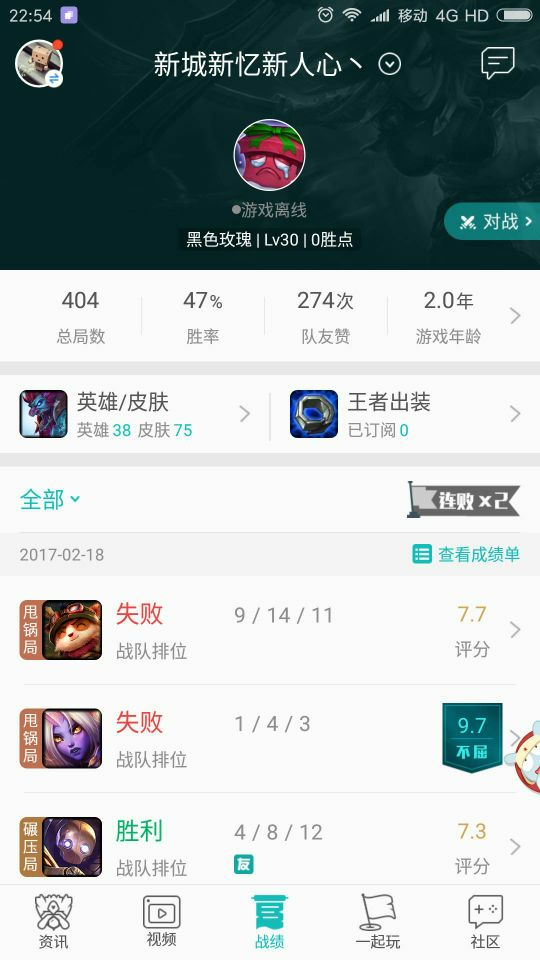 22:54 移动 4G HD
新城新忆新人心丶
游戏离线
黑色玫瑰 | Lv30 | 0胜点
对战
404 47% 274次 2.0年
总局数 胜率 队友赞 游戏年龄
英雄/皮肤 王者出装
英雄 38 皮肤 75 已订阅 0
全部 连败 x2
2017-02-18 查看成绩单
甩锅局 失败 9 / 14 / 11 7.7
战队排位 评分
甩锅局 失败 1 / 4 / 3 9.7
战队排位 不屈
碾压局 胜利 4 / 8 / 12 7.3
战队排位 友 评分
资讯 视频 战绩 一起玩 社区